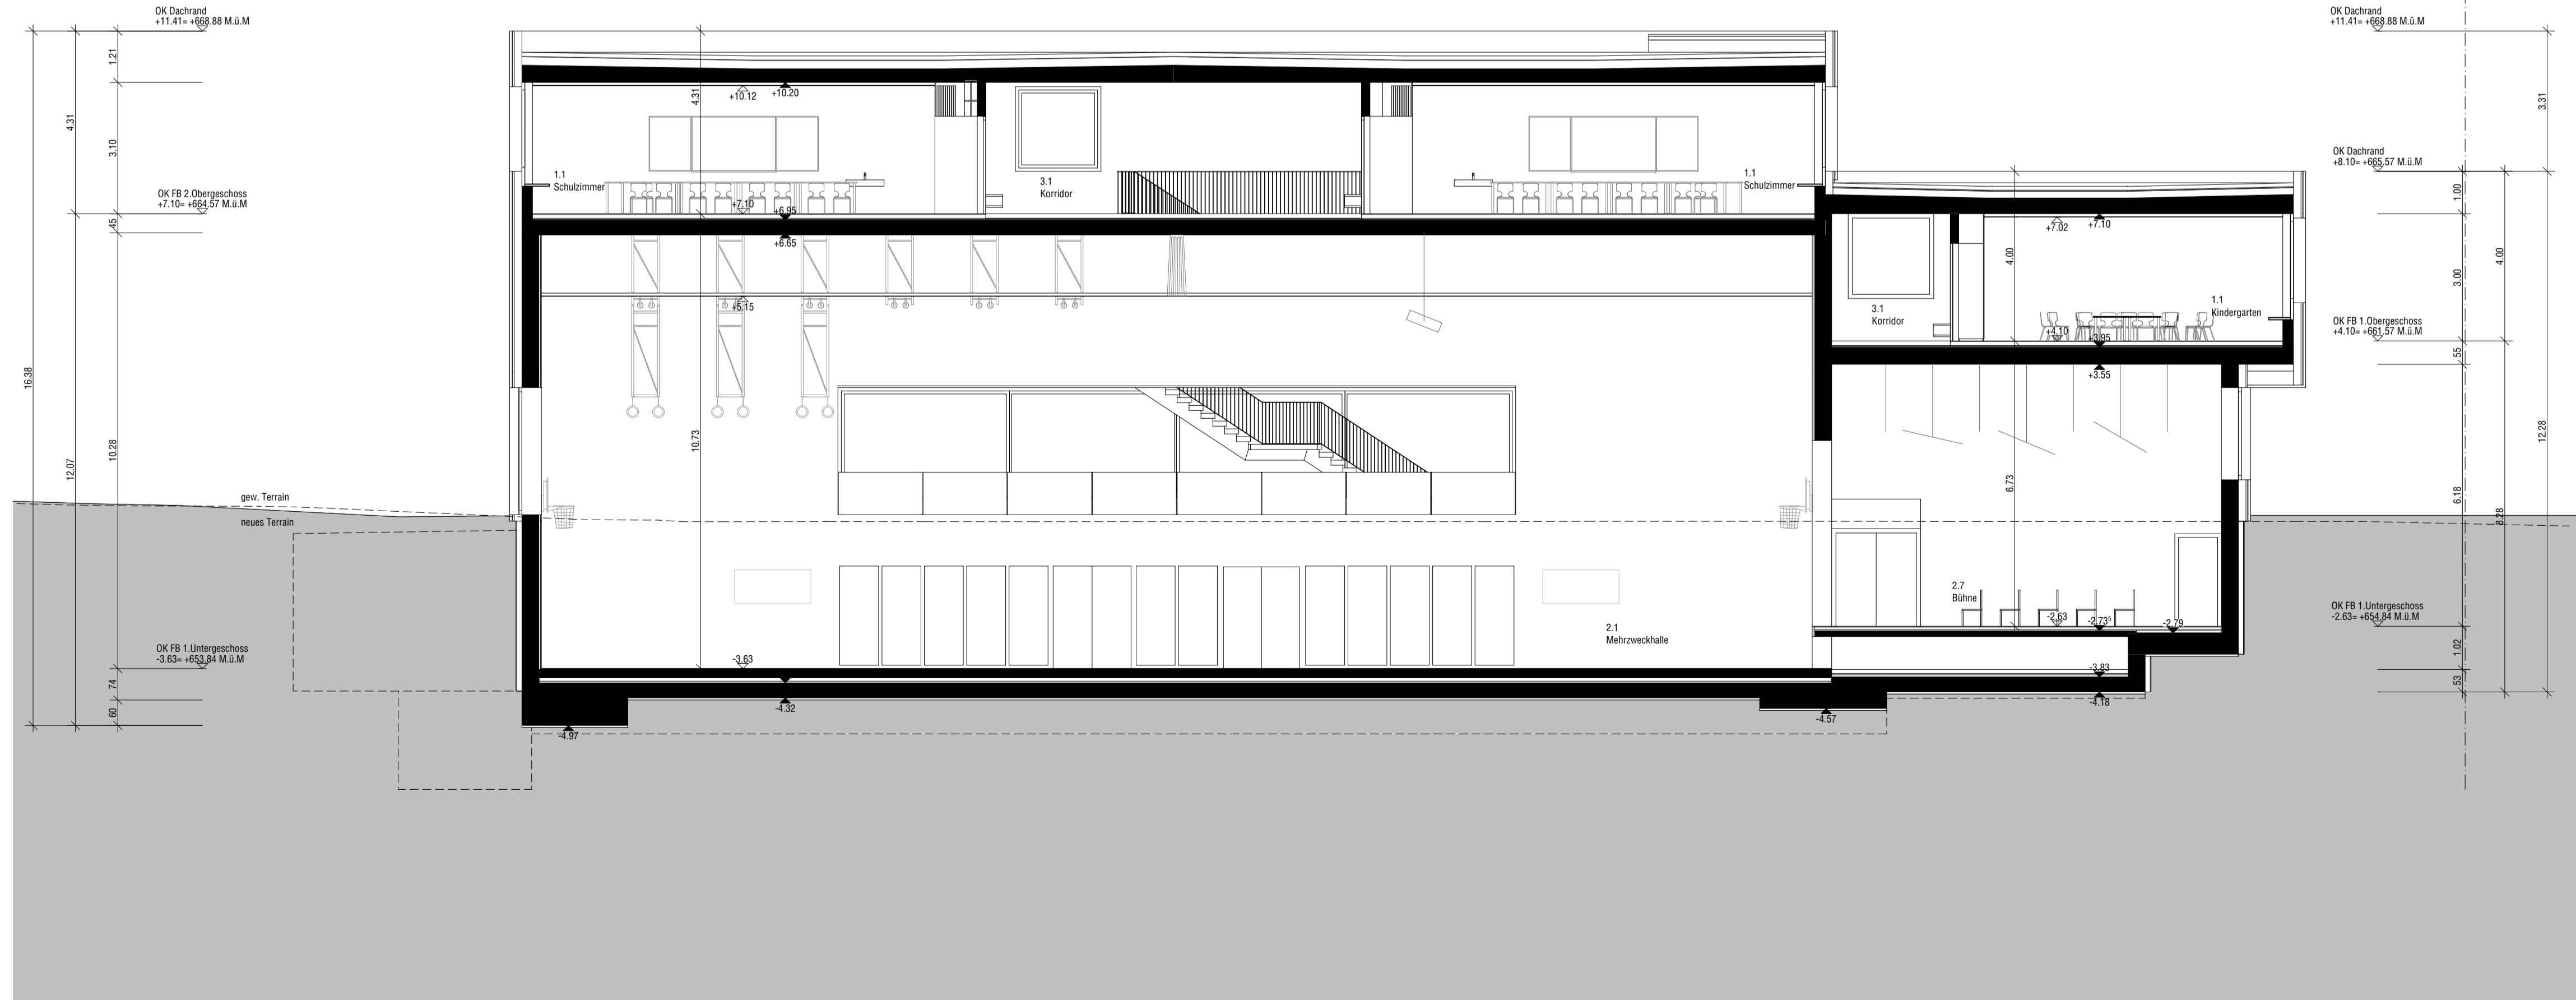 OK Dachrand
+11.41= +668.88 M.ü.M
OK Dachrand
+11.41= +668.88 M.ü.M
1.21
4.31
3.10
4.31
+10.12
+10.20
3.31
OK Dachrand
+8.10= +665.57 M.ü.M
1.1
Schulzimmer
3.1
Korridor
1.1
Schulzimmer
1.00
OK FB 2.Obergeschoss
+7.10= +664.57 M.ü.M
+7.10
+6.95
45
+6.65
+7.02
+7.10
4.00
3.00
4.00
+5.15
3.1
Korridor
1.1
Kindergarten
OK FB 1.Obergeschoss
+4.10= +661.57 M.ü.M
+4.10
+3.95
55
+3.55
16.38
12.07
10.28
10.73
6.73
6.18
8.28
12.28
gew. Terrain
neues Terrain
2.7
Bühne
OK FB 1.Untergeschoss
-2.63= +654.84 M.ü.M
-2.63
-2.73⁵
-2.79
2.1
Mehrzweckhalle
OK FB 1.Untergeschoss
-3.63= +653.84 M.ü.M
-3.63
1.02
-3.83
74
53
60
-4.32
-4.18
-4.57
-4.97